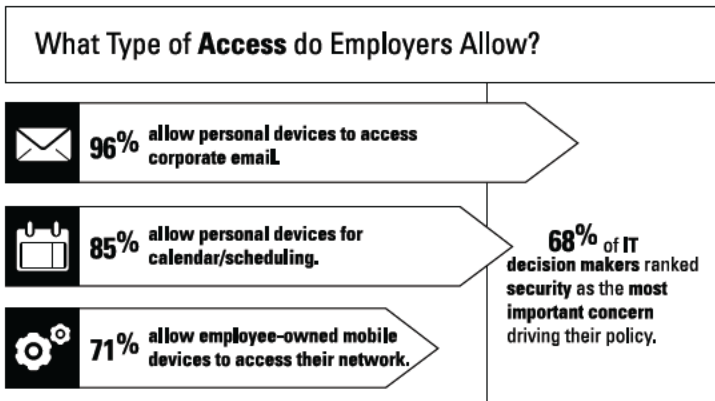 What Type of Access do Employers Allow?
96% allow personal devices to access
corporate email.
85% allow personal devices for
calendar/scheduling.
71% allow employee-owned mobile
devices to access their network.
68% of IT
decision makers ranked
security as the most
important concern
driving their policy.